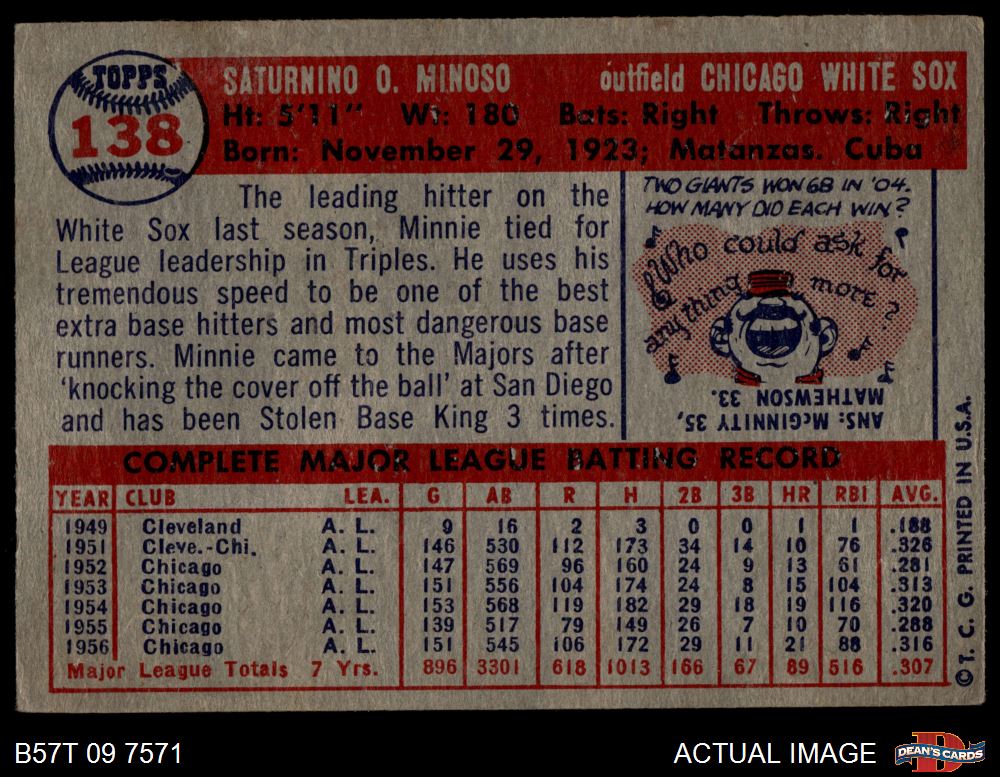 TOPPS
138
SATURNINO O. MINOSO outfield CHICAGO WHITE SOX
Ht: 5'11" Wt: 180 Bats: Right Throws: Right
Born: November 29, 1923; Matanzas. Cuba
The leading hitter on the
White Sox last season, Minnie tied for
League leadership in Triples. He uses his
tremendous speed to be one of the best
extra base hitters and most dangerous base
runners. Minnie came to the Majors after
'knocking the cover off the ball' at San Diego
and has been Stolen Base King 3 times.
TWO GIANTS WON 68 IN '04.
HOW MANY DID EACH WIN?
Who could ask for
anything more?
ANS: McGINNITY 35,
MATHEWSON 33.
COMPLETE MAJOR LEAGUE BATTING RECORD
YEAR CLUB LEA. G AB R H 2B 3B HR RBI AVG.
1949 Cleveland A. L. 9 16 2 3 0 0 1 1 .188
1951 Cleve.-Chi. A. L. 146 530 112 173 34 14 10 76 .326
1952 Chicago A. L. 147 569 96 160 24 9 13 61 .281
1953 Chicago A. L. 151 556 104 174 24 8 15 104 .313
1954 Chicago A. L. 153 568 119 182 29 18 19 116 .320
1955 Chicago A. L. 139 517 79 149 26 7 10 70 .288
1956 Chicago A. L. 151 545 106 172 29 11 21 88 .316
Major League Totals 7 Yrs. 896 3301 618 1013 166 67 89 516 .307
© T. C. G. PRINTED IN U.S.A.
B57T 09 7571
ACTUAL IMAGE
D
DEAN'S CARDS